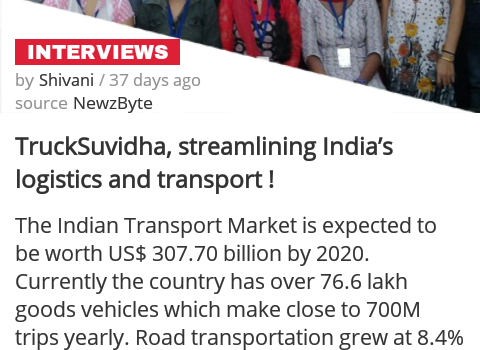 INTERVIEWS
by Shivani / 37 days ago
source NewzByte
TruckSuvidha, streamlining India’s
logistics and transport !
The Indian Transport Market is expected to
be worth US$ 307.70 billion by 2020.
Currently the country has over 76.6 lakh
goods vehicles which make close to 700M
trips yearly. Road transportation grew at 8.4%